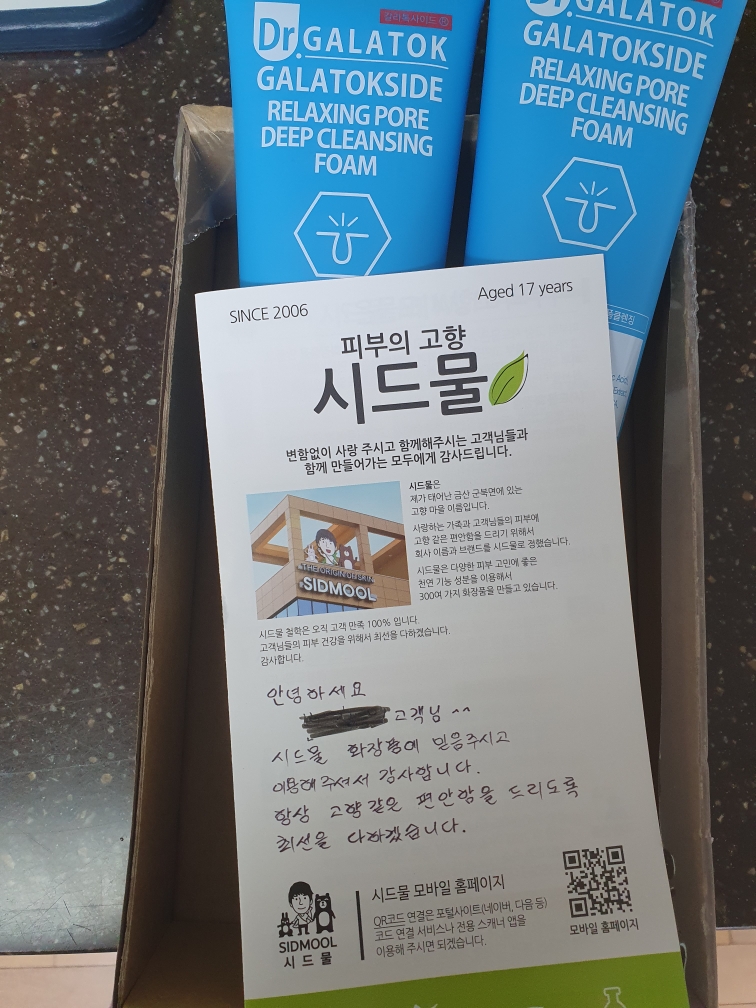 Dr.GALATOK
갈라톡사이드-15
GALATOKSIDE
RELAXING PORE
DEEP CLEANSING
FOAM
Dr.GALATOK
GALATOKSIDE
RELAXING PORE
DEEP CLEANSING
FOAM
폼클렌징
SINCE 2006
Aged 17 years
피부의 고향
시드물
변함없이 사랑 주시고 함께해주시는 고객님들과
함께 만들어가는 모두에게 감사드립니다.
THE ORIGIN OF SKIN
SIDMOOL
시드물은
제가 태어난 금산 군북면에 있는
고향 마을 이름입니다.
사랑하는 가족과 고객님들의 피부에
고향 같은 편안함을 드리기 위해서
회사 이름과 브랜드를 시드물로 정했습니다.
시드물은 다양한 피부 고민에 좋은
천연 기능 성분을 이용해서
300여 가지 화장품을 만들고 있습니다.
시드물 철학은 오직 고객 만족 100% 입니다.
고객님들의 피부 건강을 위해서 최선을 다하겠습니다.
감사합니다.
안녕하세요
고객님 ^^
시드물 화장품에 믿음주시고
이용해 주셔서 감사합니다.
항상 고향같은 편안함을 드리도록
최선을 다하겠습니다.
SIDMOOL
시드물
시드물 모바일 홈페이지
QR코드 연결은 포털사이트(네이버, 다음 등)
코드 연결 서비스나 전용 스캐너 앱을
이용해 주시면 되겠습니다.
모바일 홈페이지